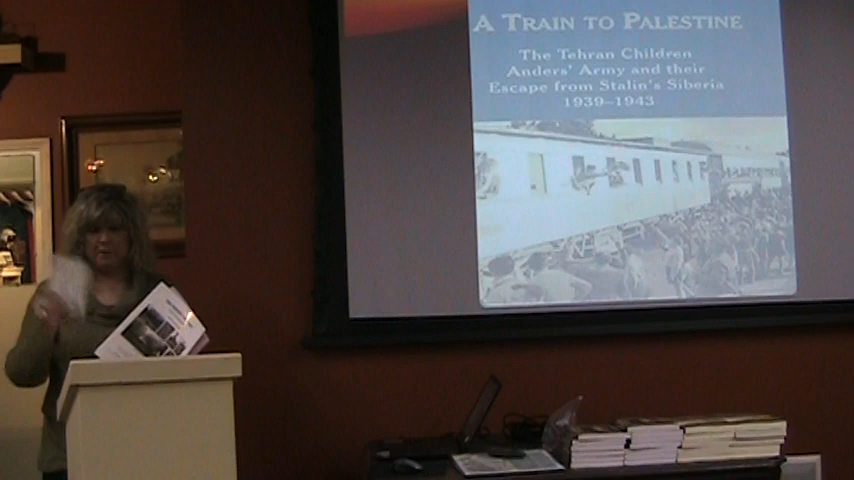 A Train to Palestine
The Tehran Children
Anders' Army and their
Escape from Stalin's Siberia
1939–1943